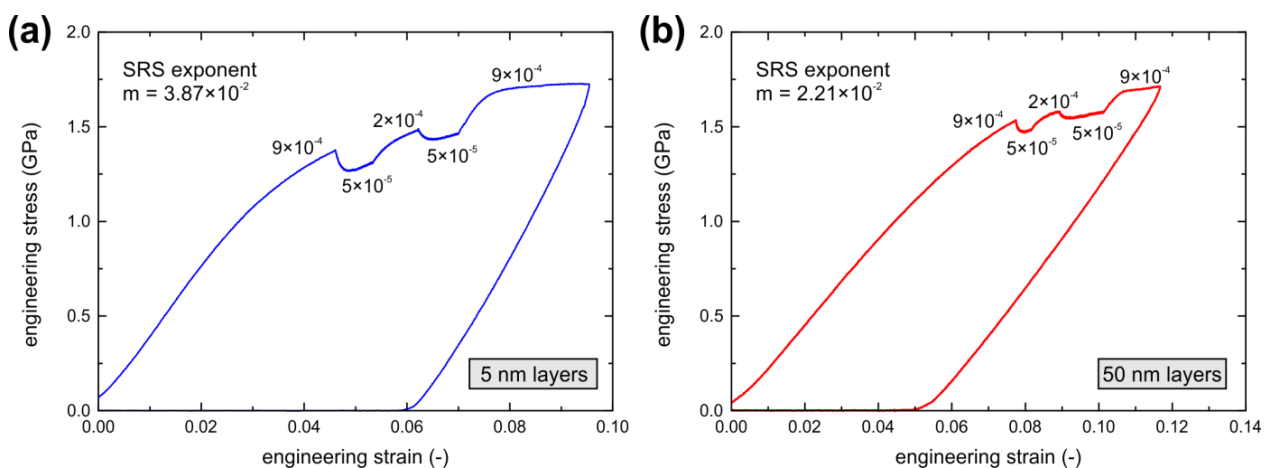 (a)
SRS exponent
m = 3.87×10⁻²
9×10⁻⁴
5×10⁻⁵
2×10⁻⁴
5×10⁻⁵
9×10⁻⁴
5 nm layers
engineering stress (GPa)
2.0
1.5
1.0
0.5
0.0
0.00 0.02 0.04 0.06 0.08 0.10
engineering strain (-)
(b)
SRS exponent
m = 2.21×10⁻²
9×10⁻⁴
5×10⁻⁵
2×10⁻⁴
5×10⁻⁵
9×10⁻⁴
50 nm layers
engineering stress (GPa)
2.0
1.5
1.0
0.5
0.0
0.00 0.02 0.04 0.06 0.08 0.10 0.12 0.14
engineering strain (-)